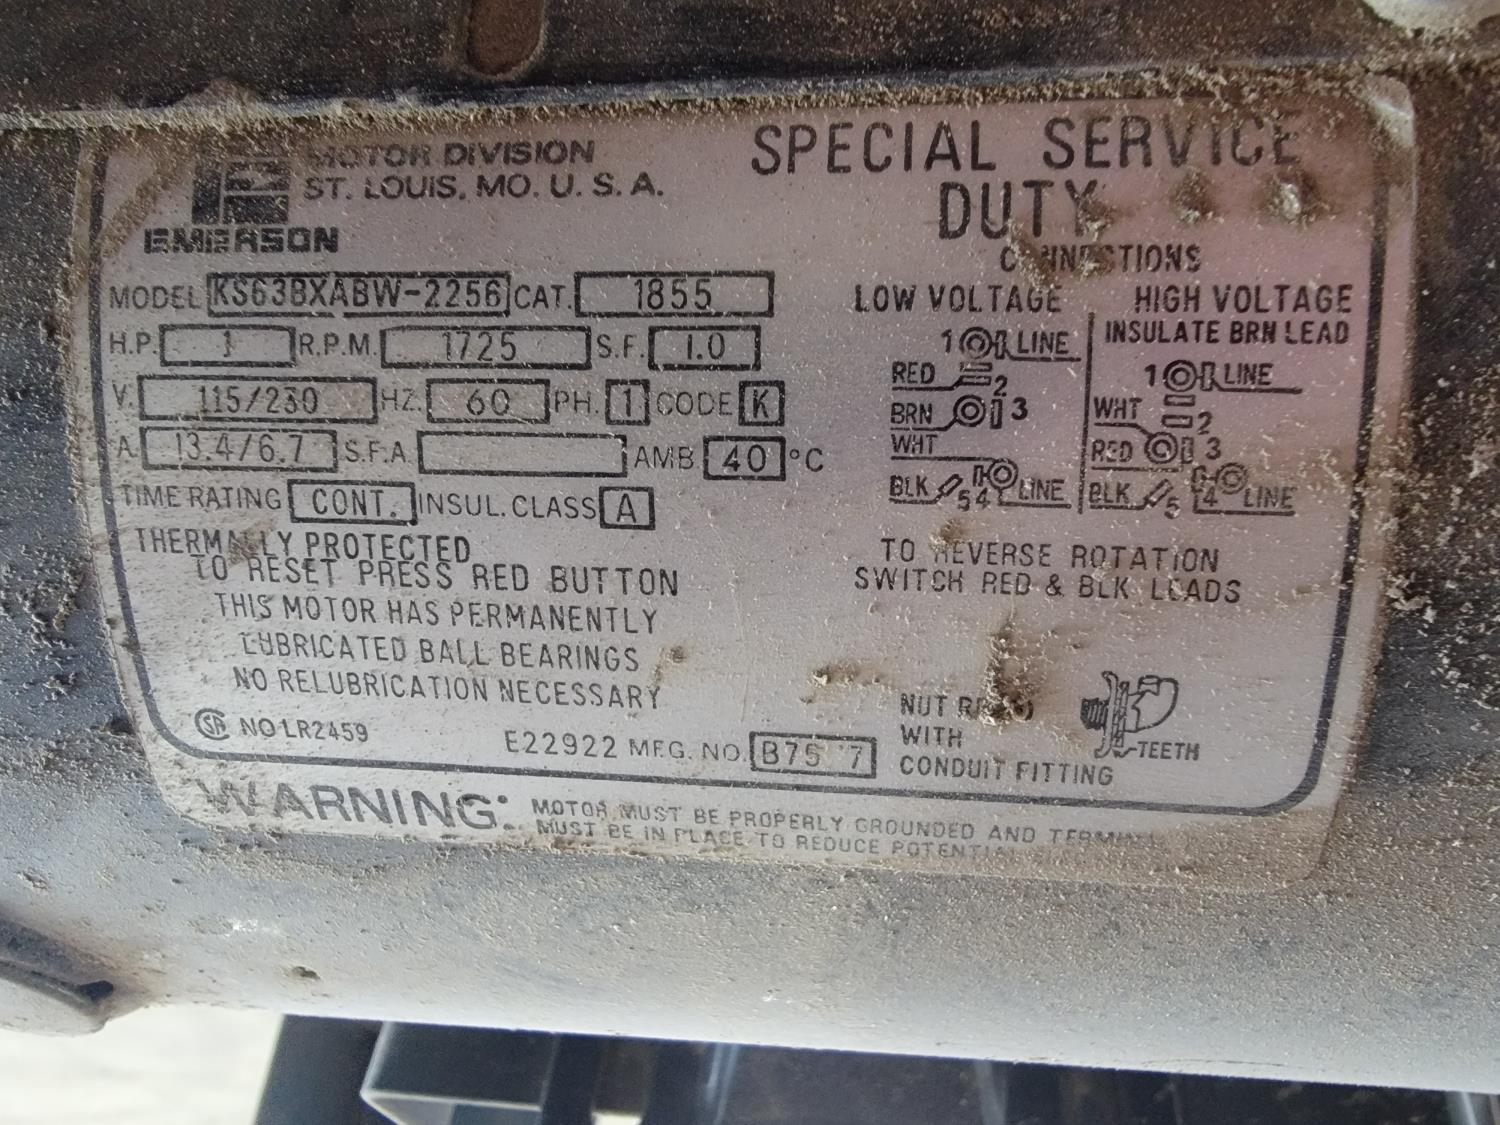 MOTOR DIVISION
ST. LOUIS, MO. U. S. A.
EMERSON
MODEL KS63BXABW-2256 CAT. 1855
H.P. 1 R.P.M. 1725 S.F. 1.0
V. 115/230 HZ. 60 PH. 1 CODE K
A. 13.4/6.7 S.F.A. AMB. 40 °C
TIME RATING CONT. INSUL. CLASS A
THERMALLY PROTECTED
TO RESET PRESS RED BUTTON
THIS MOTOR HAS PERMANENTLY
LUBRICATED BALL BEARINGS
NO RELUBRICATION NECESSARY
SA NO LR2459
E22922 MFG. NO. B75 7
SPECIAL SERVICE
DUTY
CONNECTIONS
LOW VOLTAGE
1 LINE
RED 2
BRN 3
WHT
BLK 5 4 LINE
HIGH VOLTAGE
INSULATE BRN LEAD
1 LINE
WHT 2
RED 3
BLK 5 4 LINE
TO REVERSE ROTATION
SWITCH RED & BLK LEADS
NUT
WITH
CONDUIT FITTING
TEETH
WARNING: MOTOR MUST BE PROPERLY GROUNDED AND
MUST BE IN PLACE TO REDUCE POTENTIAL